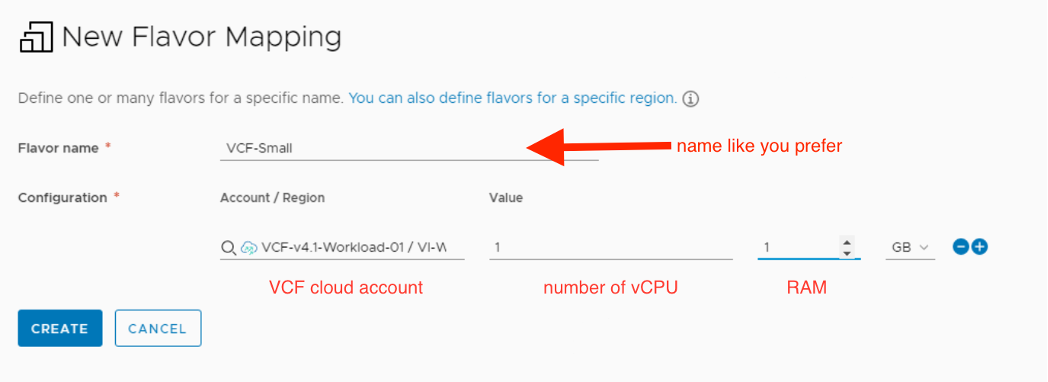 New Flavor Mapping
Define one or many flavors for a specific name. You can also define flavors for a specific region.
Flavor name * VCF-Small name like you prefer
Configuration * Account / Region Value
VCF-v4.1-Workload-01 / VI-W 1 1 GB
VCF cloud account number of vCPU RAM
CREATE CANCEL